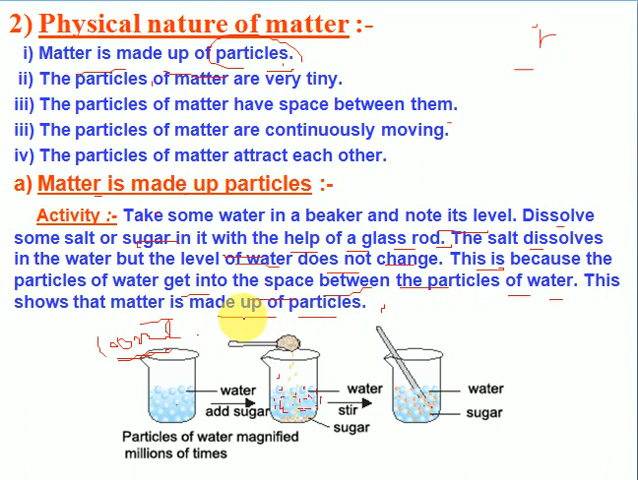 2) Physical nature of matter :-
i) Matter is made up of particles.
ii) The particles of matter are very tiny.
iii) The particles of matter have space between them.
iii) The particles of matter are continuously moving.
iv) The particles of matter attract each other.
a) Matter is made up particles :-
Activity :- Take some water in a beaker and note its level. Dissolve
some salt or sugar in it with the help of a glass rod. The salt dissolves
in the water but the level of water does not change. This is because the
particles of water get into the space between the particles of water. This
shows that matter is made up of particles.
water
add sugar
water
stir
sugar
water
sugar
Particles of water magnified
millions of times